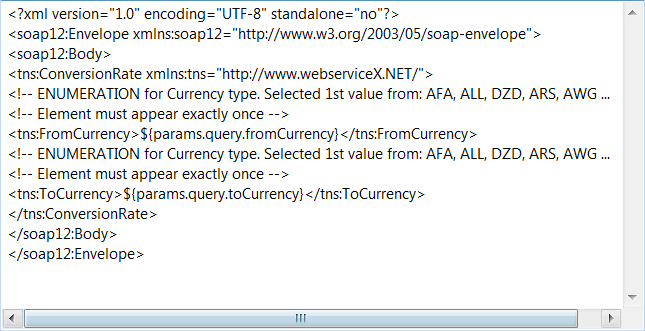 <?xml version="1.0" encoding="UTF-8" standalone="no"?>
<soap12:Envelope xmlns:soap12="http://www.w3.org/2003/05/soap-envelope">
<soap12:Body>
<tns:ConversionRate xmlns:tns="http://www.webserviceX.NET/">
<!-- ENUMERATION for Currency type. Selected 1st value from: AFA, ALL, DZD, ARS, AWG ...
<!-- Element must appear exactly once -->
<tns:FromCurrency>${params.query.fromCurrency}</tns:FromCurrency>
<!-- ENUMERATION for Currency type. Selected 1st value from: AFA, ALL, DZD, ARS, AWG ...
<!-- Element must appear exactly once -->
<tns:ToCurrency>${params.query.toCurrency}</tns:ToCurrency>
</tns:ConversionRate>
</soap12:Body>
</soap12:Envelope>